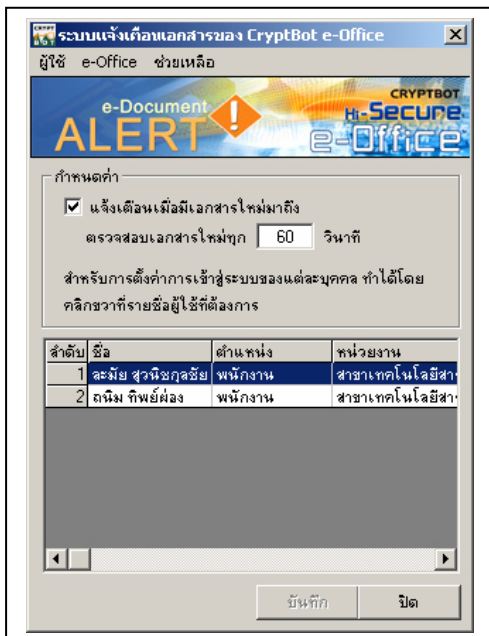 ระบบแจ้งเตือนเอกสารของ CryptBot e-Office
ผู้ใช้ e-Office ช่วยเหลือ
CRYPTBOT
e-Document
Hi-Secure
ALERT
e-Office
กำหนดค่า
แจ้งเตือนเมื่อมีเอกสารใหม่มาถึง
ตรวจสอบเอกสารใหม่ทุก 60 วินาที
สำหรับการตั้งค่าการเข้าสู่ระบบของแต่ละบุคคล ทำได้โดย
คลิกขวาที่รายชื่อผู้ใช้ที่ต้องการ
ลำดับ ชื่อ ตำแหน่ง หน่วยงาน
1 ละมัย สุวนิชกุลชัย พนักงาน สาขาเทคโนโลยีสา
2 ถนิม ทิพย์ผ่อง พนักงาน สาขาเทคโนโลยีสา
บันทึก ปิด